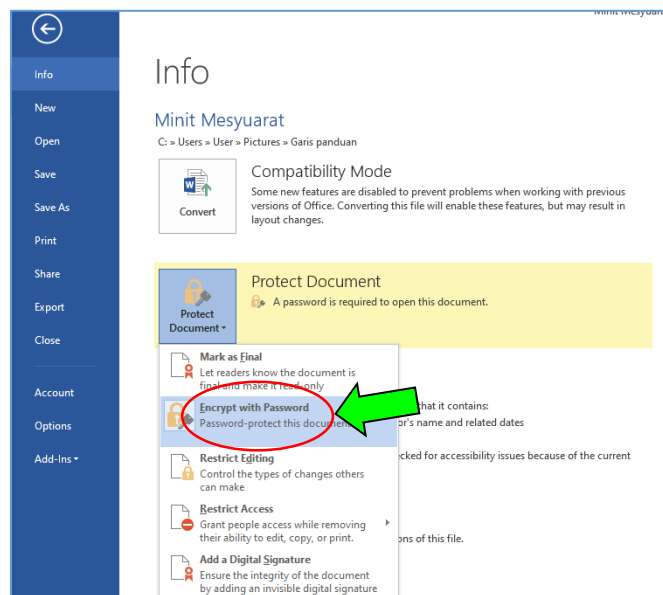 Minit Mesyuara
Info
Info
New
Minit Mesyuarat
Open
C: » Users » User » Pictures » Garis panduan
Save
Save As
Print
Share
Export
Close
Account
Options
Add-Ins
Convert
Compatibility Mode
Some new features are disabled to prevent problems when working with previous
versions of Office. Converting this file will enable these features, but may result in
layout changes.
Protect
Document
Protect Document
A password is required to open this document.
Mark as Final
Let readers know the document is
final and make it read-only
Encrypt with Password
Password-protect this document
Restrict Editing
Control the types of changes others
can make
Restrict Access
Grant people access while removing
their ability to edit, copy, or print.
Add a Digital Signature
Ensure the integrity of the document
by adding an invisible digital signature
that it contains:
or's name and related dates
cked for accessibility issues because of the current
ons of this file.